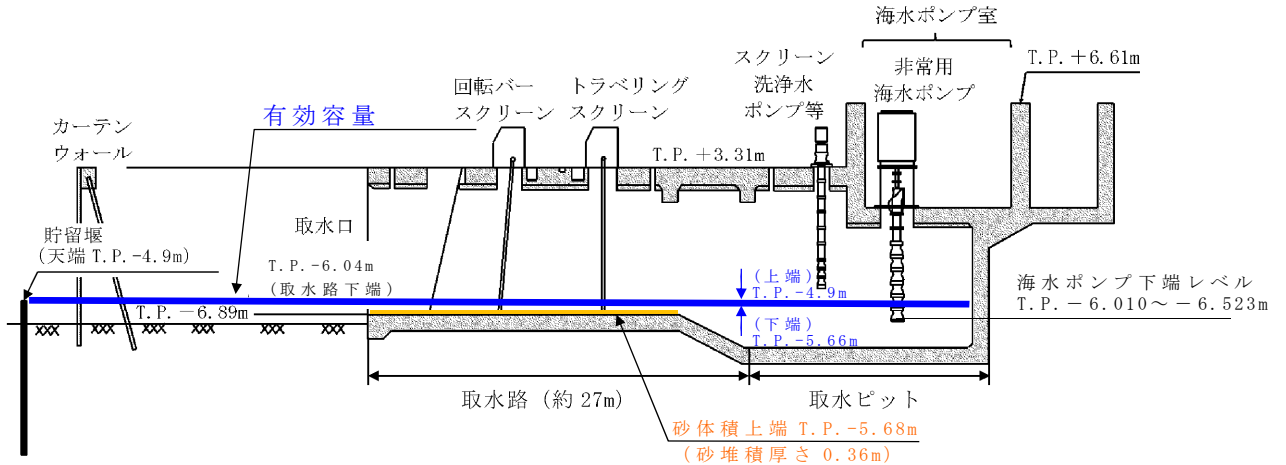 海水ポンプ室
スクリーン
洗浄水
ポンプ等
非常用
海水ポンプ
T.P.+6.61m
回転バー
スクリーン
トラベリング
スクリーン
有効容量
カーテン
ウォール
T.P. +3.31m
取水口
貯留堰
(天端 T.P.-4.9m)
T.P.-6.04m
(取水路下端)
(上端)
T.P.-4.9m
海水ポンプ下端レベル
T.P.-6.010～-6.523m
T.P.-6.89m
(下端)
T.P.-5.66m
取水路 (約 27m)
取水ピット
砂体積上端 T.P.-5.68m
(砂堆積厚さ 0.36m)